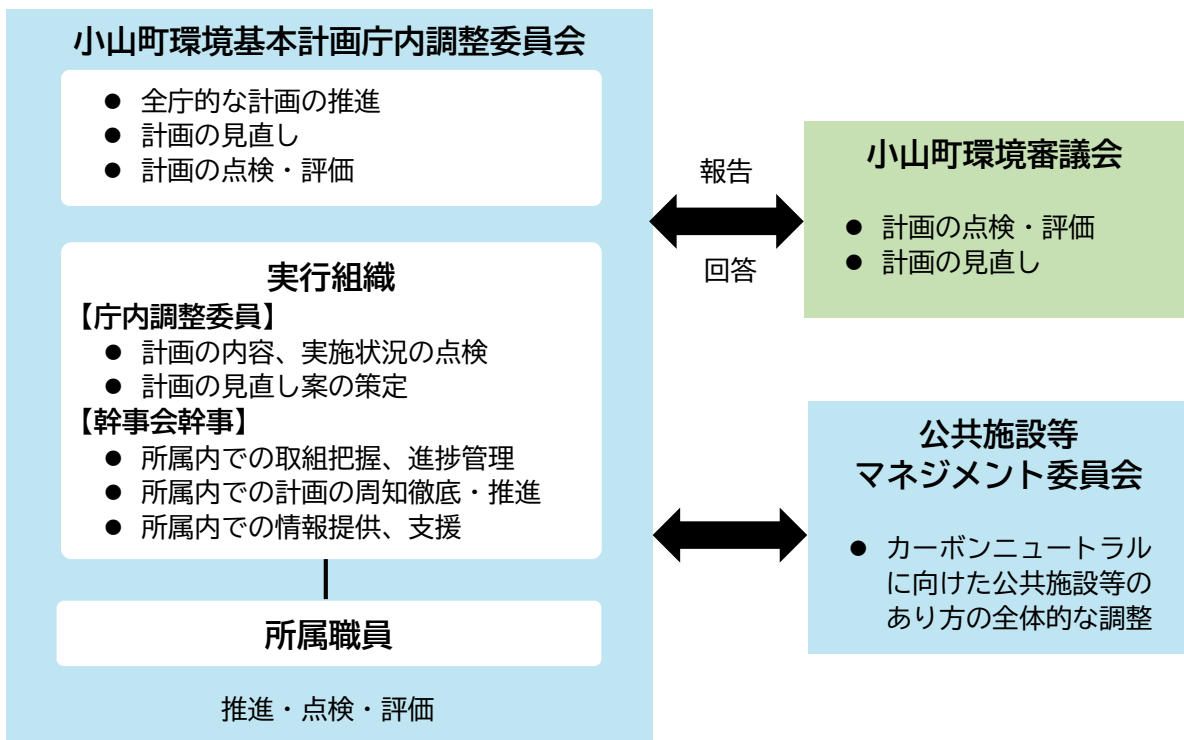 小山町環境基本計画庁内調整委員会
● 全庁的な計画の推進
● 計画の見直し
● 計画の点検・評価
実行組織
【庁内調整委員】
● 計画の内容、実施状況の点検
● 計画の見直し案の策定
【幹事会幹事】
● 所属内での取組把握、進捗管理
● 所属内での計画の周知徹底・推進
● 所属内での情報提供、支援
所属職員
推進・点検・評価
報告
回答
小山町環境審議会
● 計画の点検・評価
● 計画の見直し
公共施設等
マネジメント委員会
● カーボンニュートラル
に向けた公共施設等の
あり方の全体的な調整